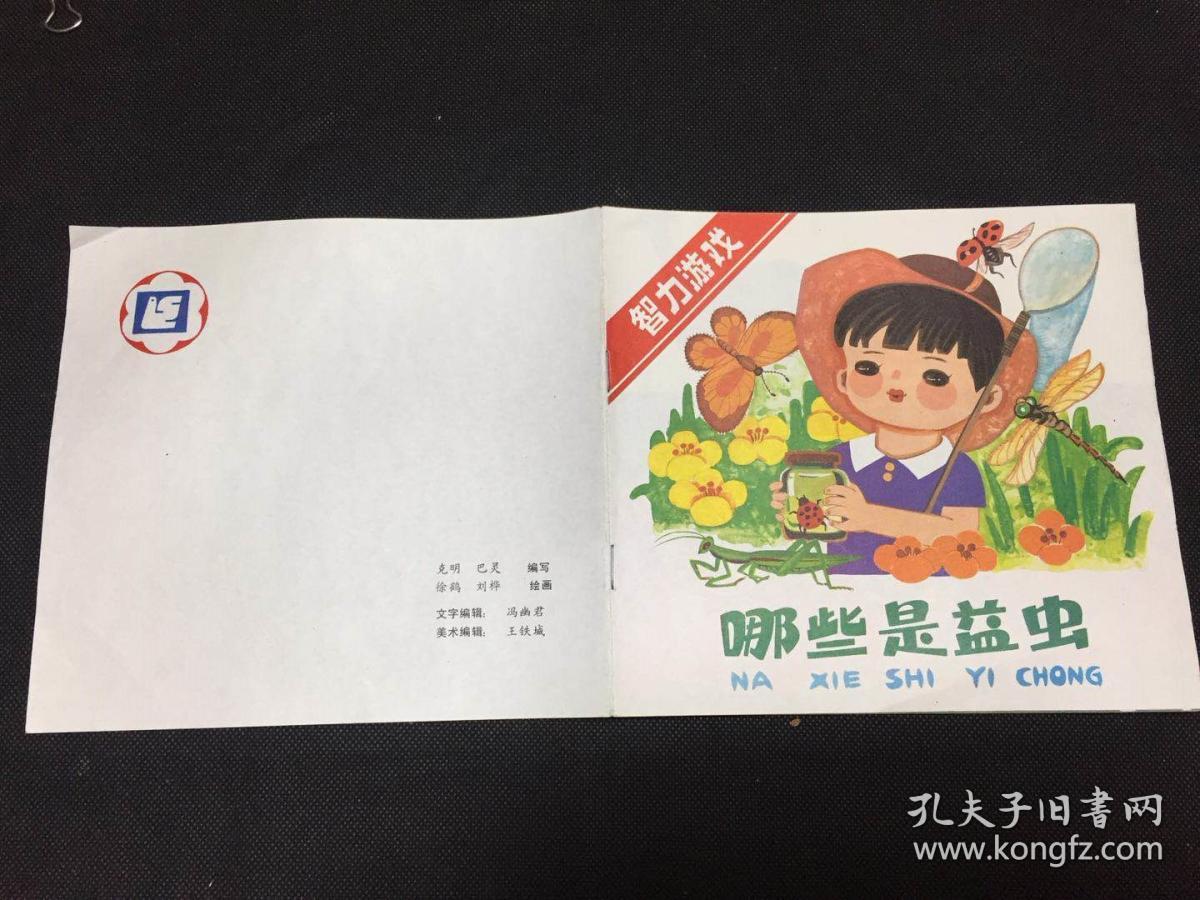 克明 巴灵 编写
徐鹤 刘桦 绘画
文字编辑: 冯幽君
美术编辑: 王铁城
智力游戏
哪些是益虫
NA XIE SHI YI CHONG
孔夫子旧書网
www.kongfz.com